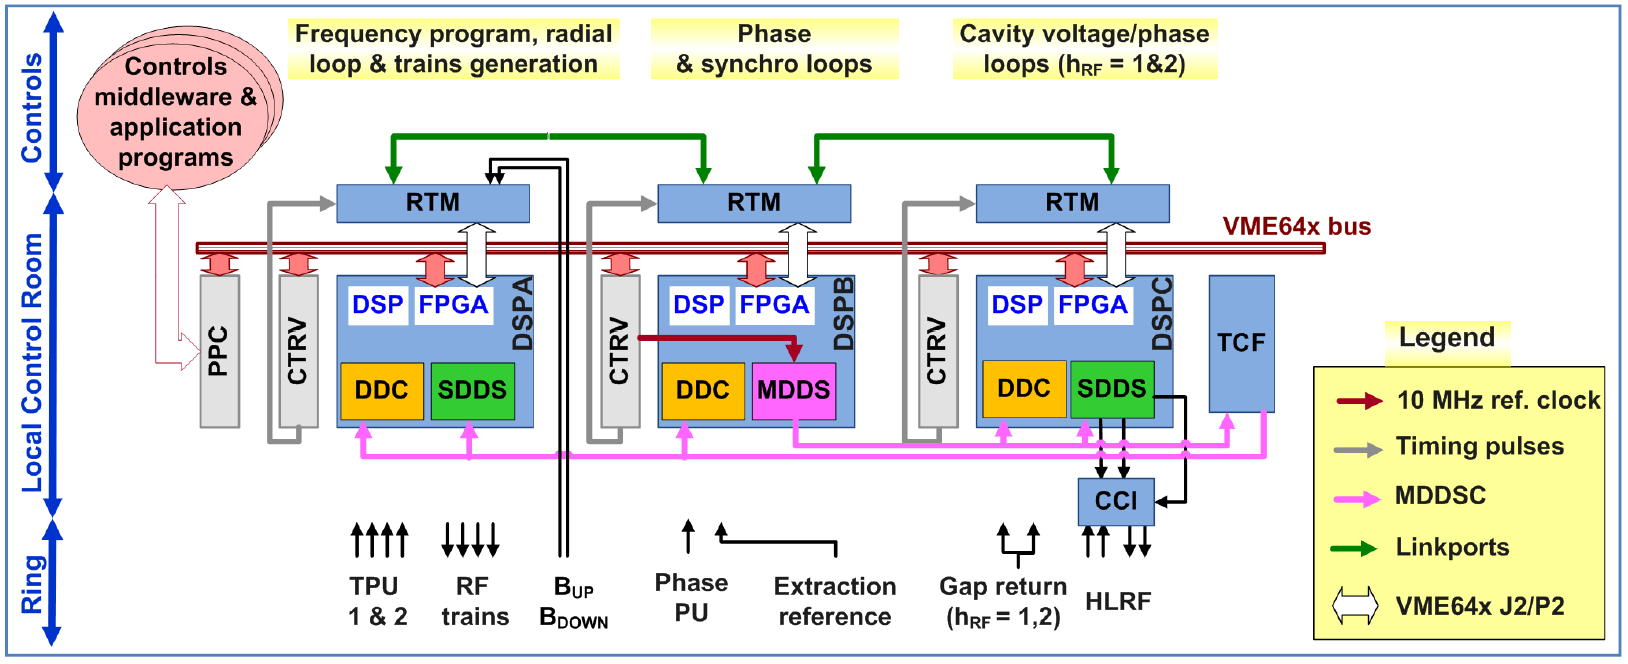 Controls
Local Control Room
Ring
Controls
middleware &
application
programs
Frequency program, radial
loop & trains generation
Phase
& synchro loops
Cavity voltage/phase
loops (hRF = 1&2)
RTM
RTM
RTM
VME64x bus
PPC
CTRV
DSP
FPGA
DSPA
DDC
SDDS
CTRV
DSP
FPGA
DSPB
DDC
MDDS
CTRV
DSP
FPGA
DSPC
DDC
SDDS
TCF
CCI
TPU
1 & 2
RF
trains
BUP
BDOWN
Phase
PU
Extraction
reference
Gap return
(hRF = 1,2)
HLRF
Legend
10 MHz ref. clock
Timing pulses
MDDSC
Linkports
VME64x J2/P2